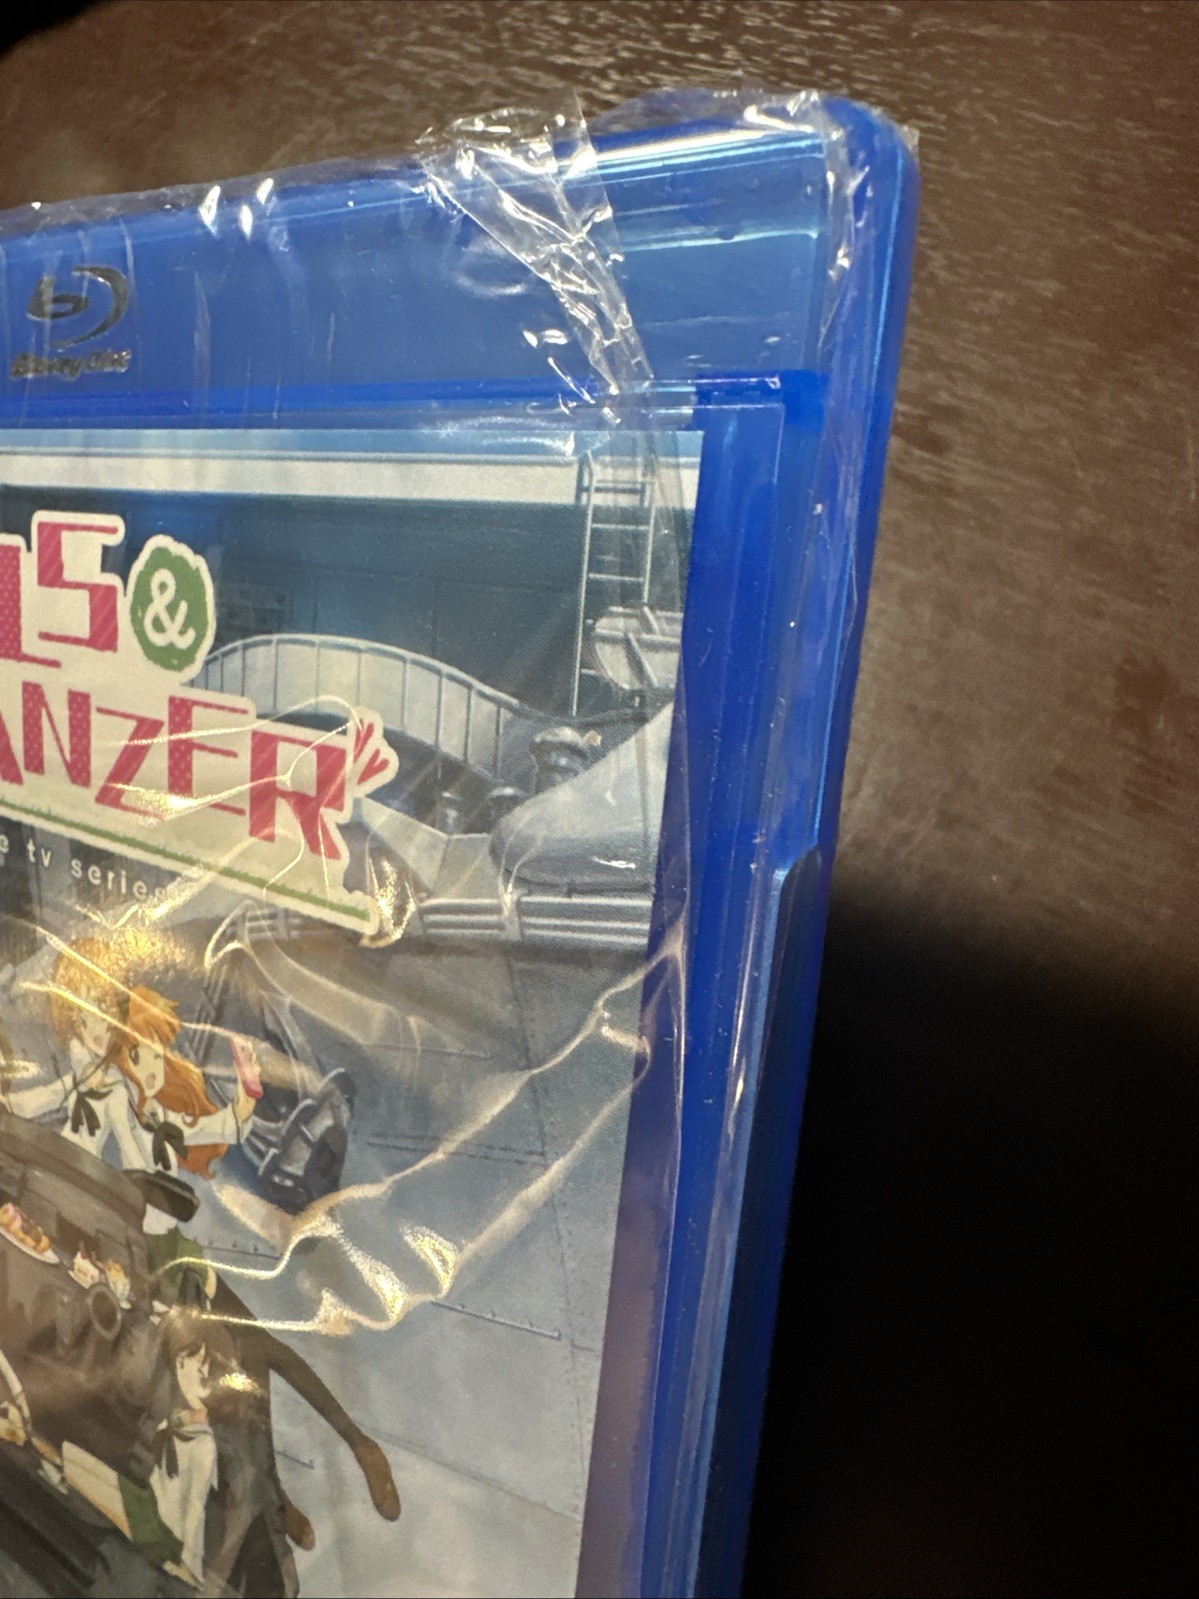 Blu-ray Disc
LS &
ANZER
e tv series